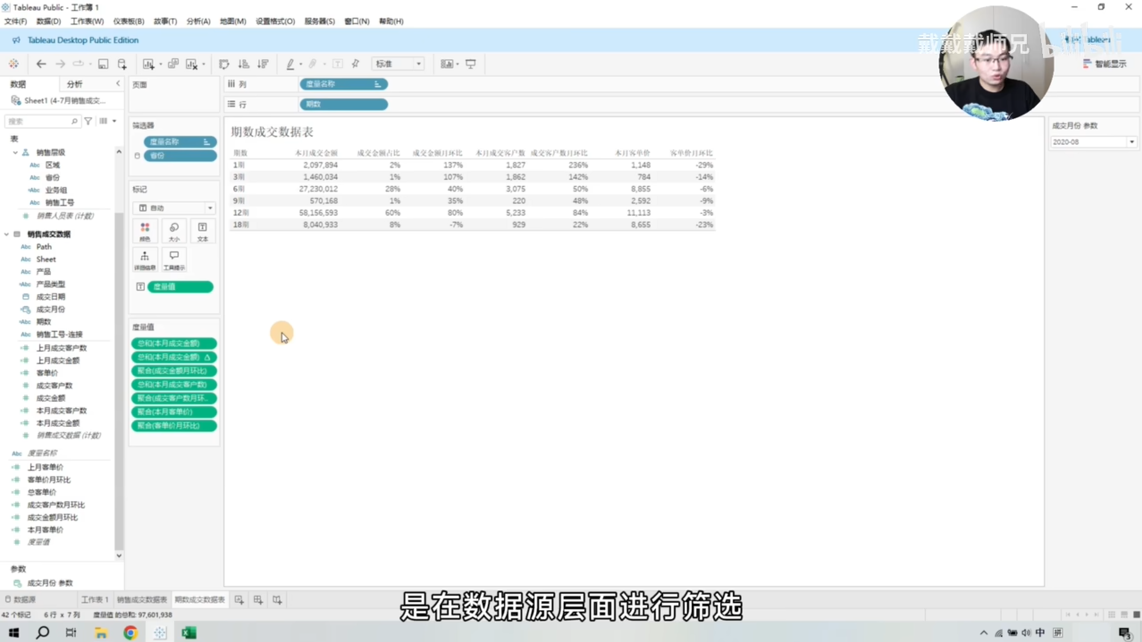 Tableau Public - 工作簿 1
文件(F) 数据(D) 工作表(W) 仪表板(B) 故事(T) 分析(A) 地图(M) 设置格式(O) 服务器(S) 窗口(N) 帮助(H)
Tableau Desktop Public Edition
戴戴戴师兄
标准
智能显示
数据 分析
Sheet1 (4-7月销售成交...
搜索
表
销售层级
Abc 区域
Abc 省份
Abc 业务组
Abc 销售工号
销售人员表 (计数)
销售成交数据
Abc Path
Abc Sheet
Abc 产品
Abc 产品类型
成交日期
成交月份
Abc 期数
Abc 销售工号-连接
上月成交客户数
上月成交金额
客单价
成交客户数
成交金额
本月成交客户数
本月成交金额
销售成交数据 (计数)
Abc 度量名称
上月客单价
客单价月环比
总客单价
成交客户数月环比
成交金额月环比
本月客单价
度量值
参数
成交月份 参数
页面
筛选器
度量名称
省份
标记
自动
颜色 大小 文本
详细信息 工具提示
度量值
度量值
总和(本月成交金额)
总和(本月成交金额) Δ
聚合(成交金额月环比)
总和(本月成交客户数)
聚合(成交客户数月环..
聚合(本月客单价)
聚合(客单价月环比)
列 度量名称
行 期数
期数成交数据表
期数 本月成交金额 成交金额占比 成交金额月环比 本月成交客户数 成交客户数月环比 本月客单价 客单价月环比
1期 2,097,894 2% 137% 1,827 236% 1,148 -29%
3期 1,460,034 1% 107% 1,862 142% 784 -14%
6期 27,230,012 28% 40% 3,075 50% 8,855 -6%
9期 570,168 1% 35% 220 48% 2,592 -9%
12期 58,156,593 60% 80% 5,233 84% 11,113 -3%
18期 8,040,933 8% -7% 929 22% 8,655 -23%
成交月份 参数
2020-08
数据源 工作表 1 销售成交数据表 期数成交数据表
是在数据源层面进行筛选
42 个标记 6 行 x 7 列 度量值 的总和: 97,601,938
中 拼